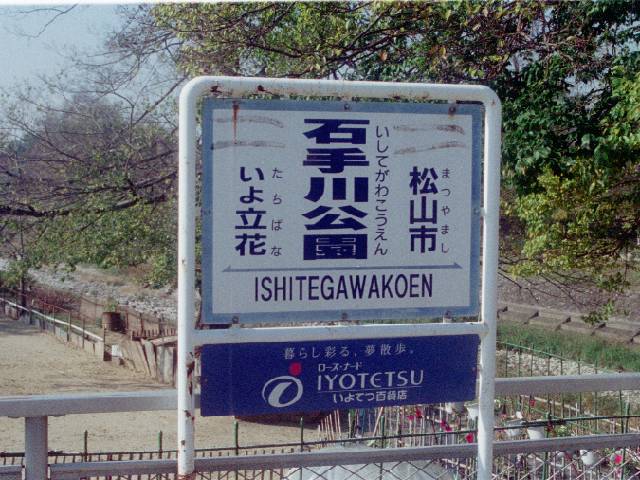 石手川公園
いしてがわこうえん
松山市
まつやまし
いよ立花
たちばな
ISHITEGAWAKOEN
暮らし彩る、夢散歩。
ローズ・ナード
IYOTETSU
いよてつ百貨店